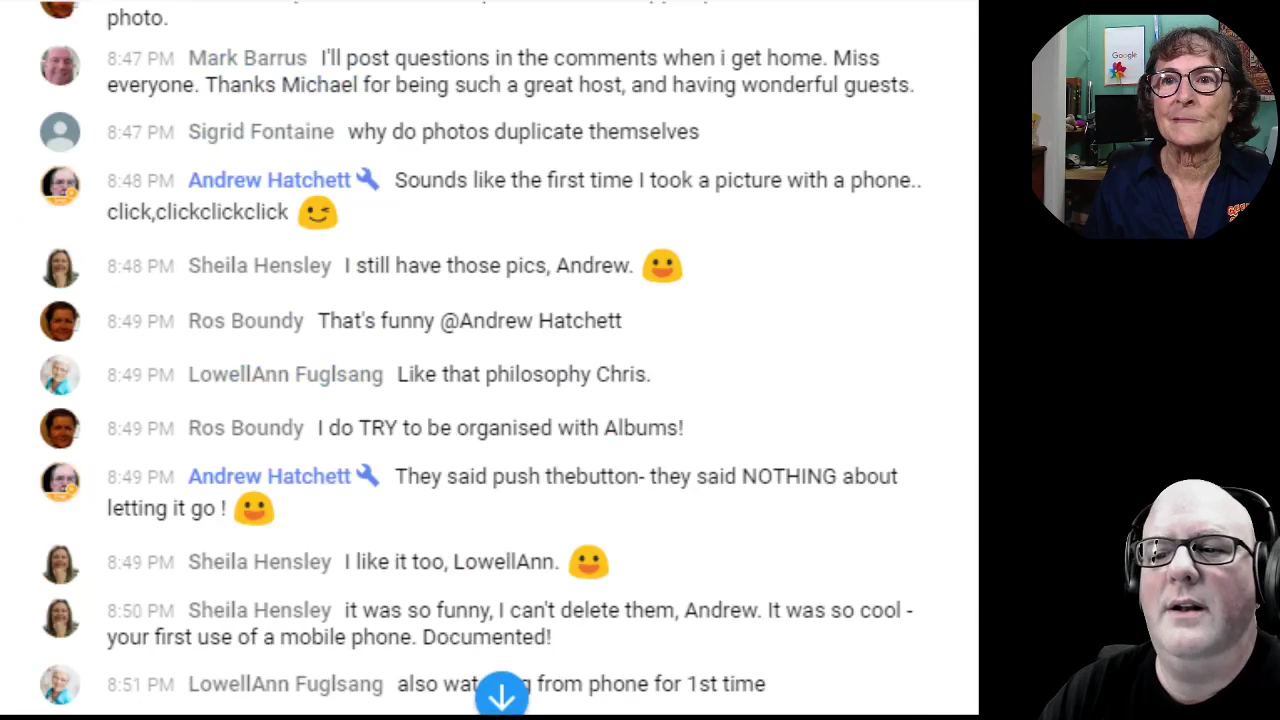 photo.
8:47 PM Mark Barrus I'll post questions in the comments when i get home. Miss
everyone. Thanks Michael for being such a great host, and having wonderful guests.
8:47 PM Sigrid Fontaine why do photos duplicate themselves
8:48 PM Andrew Hatchett Sounds like the first time I took a picture with a phone..
click,clickclickclick
8:48 PM Sheila Hensley I still have those pics, Andrew.
8:49 PM Ros Boundy That's funny @Andrew Hatchett
8:49 PM LowellAnn Fuglsang Like that philosophy Chris.
8:49 PM Ros Boundy I do TRY to be organised with Albums!
8:49 PM Andrew Hatchett They said push thebutton- they said NOTHING about
letting it go !
8:49 PM Sheila Hensley I like it too, LowellAnn.
8:50 PM Sheila Hensley it was so funny, I can't delete them, Andrew. It was so cool -
your first use of a mobile phone. Documented!
8:51 PM LowellAnn Fuglsang also from phone for 1st time
Google